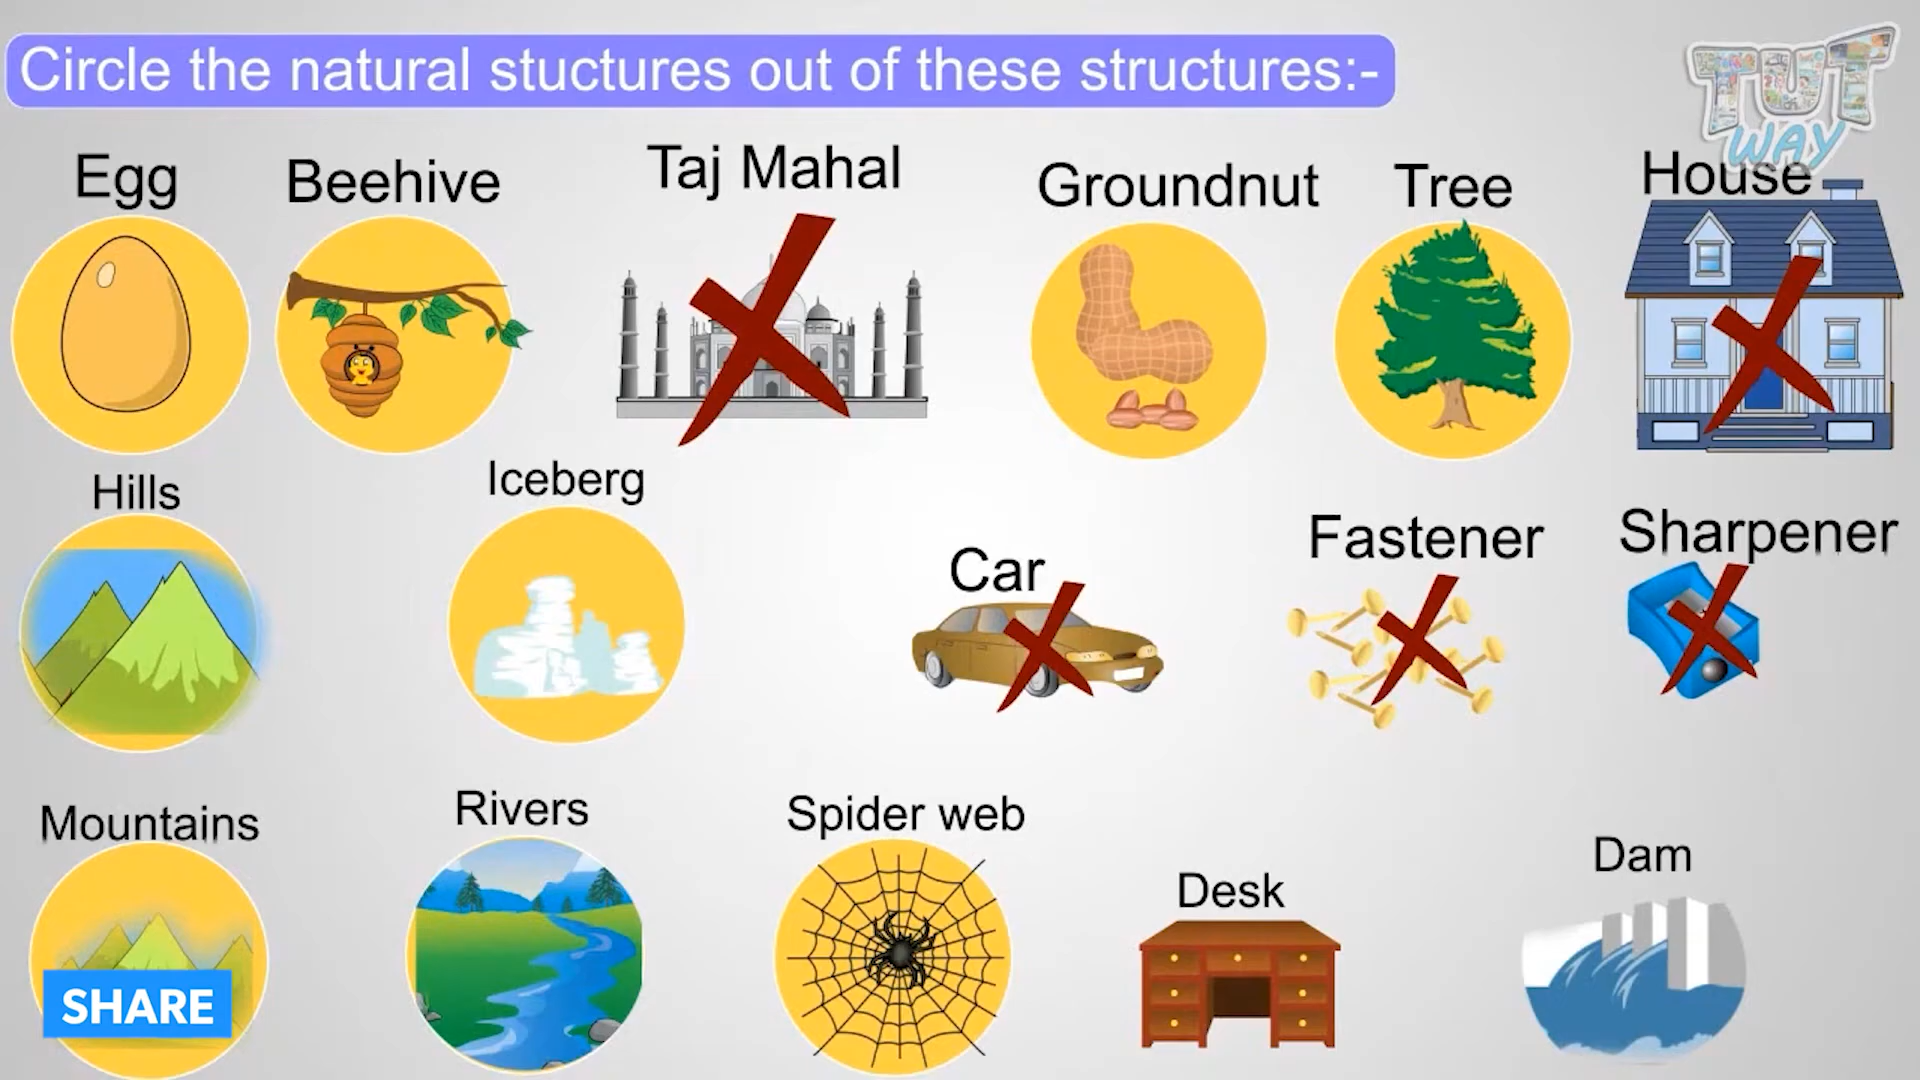 Circle the natural stuctures out of these structures:-
TUT
WAY
Egg
Beehive
Taj Mahal
Groundnut
Tree
House
Hills
Iceberg
Car
Fastener
Sharpener
Mountains
Rivers
Spider web
Desk
Dam
SHARE